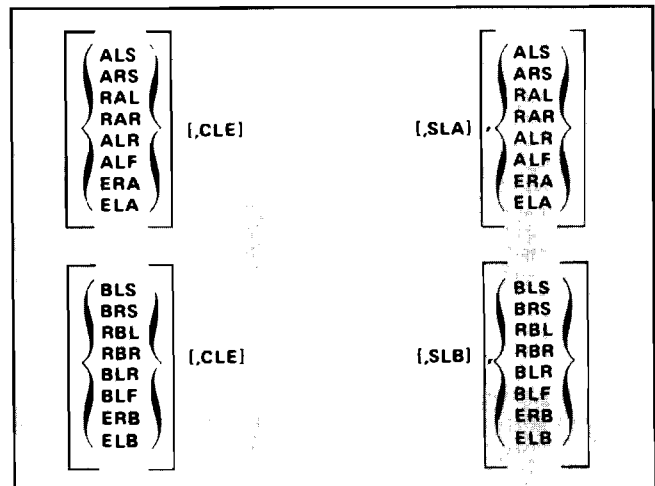 ALS ALS
ARS ARS
RAL RAL
RAR RAR
[,CLE] [,SLA] ,
ALR ALR
ALF ALF
ERA ERA
ELA ELA
BLS BLS
BRS BRS
RBL RBL
RBR RBR
[,CLE] [,SLB] ,
BLR BLR
BLF BLF
ERB ERB
ELB ELB